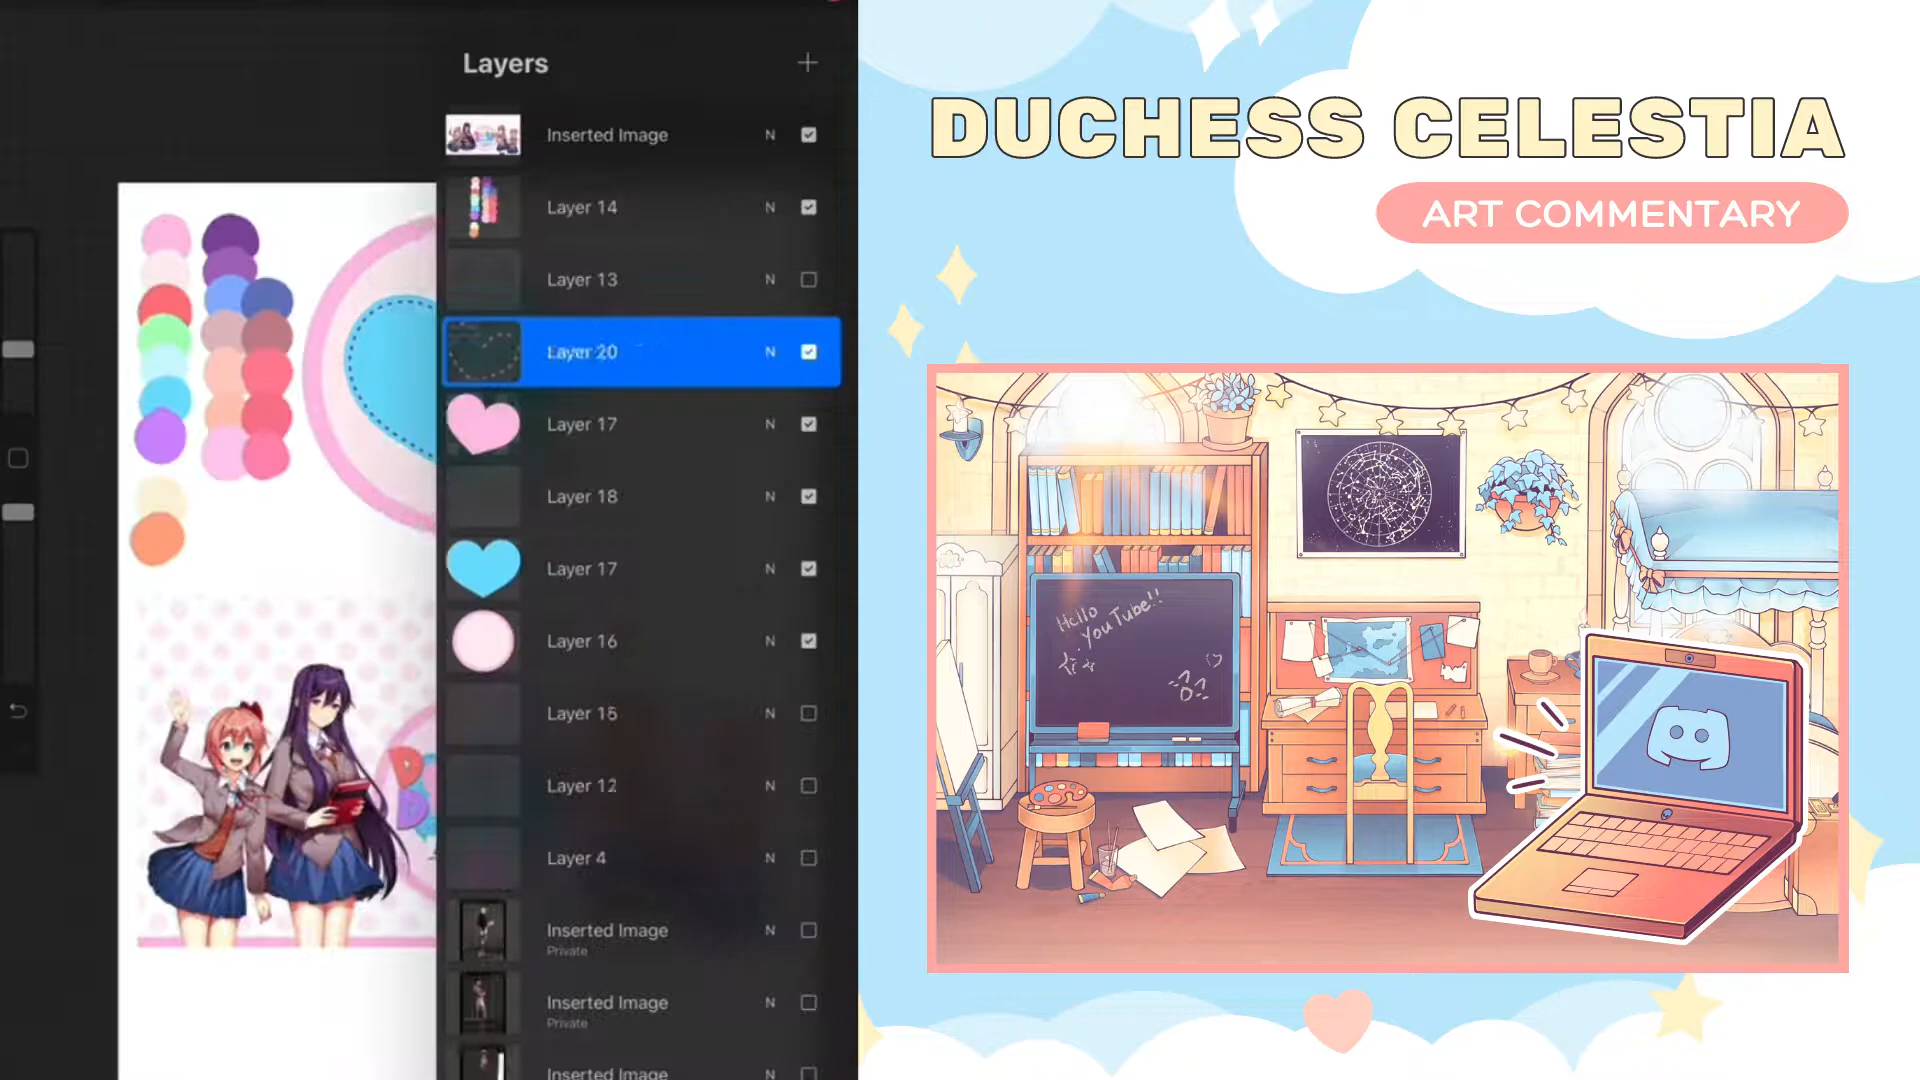 Layers
Inserted Image N
Layer 14 N
Layer 13 N
Layer 20 N
Layer 17 N
Layer 18 N
Layer 17 N
Layer 16 N
Layer 15 N
Layer 12 N
Layer 4 N
Inserted Image N
Private
Inserted Image N
Private
Inserted Image N
DUCHESS CELESTIA
ART COMMENTARY
Hello
YouTube!!
D
D